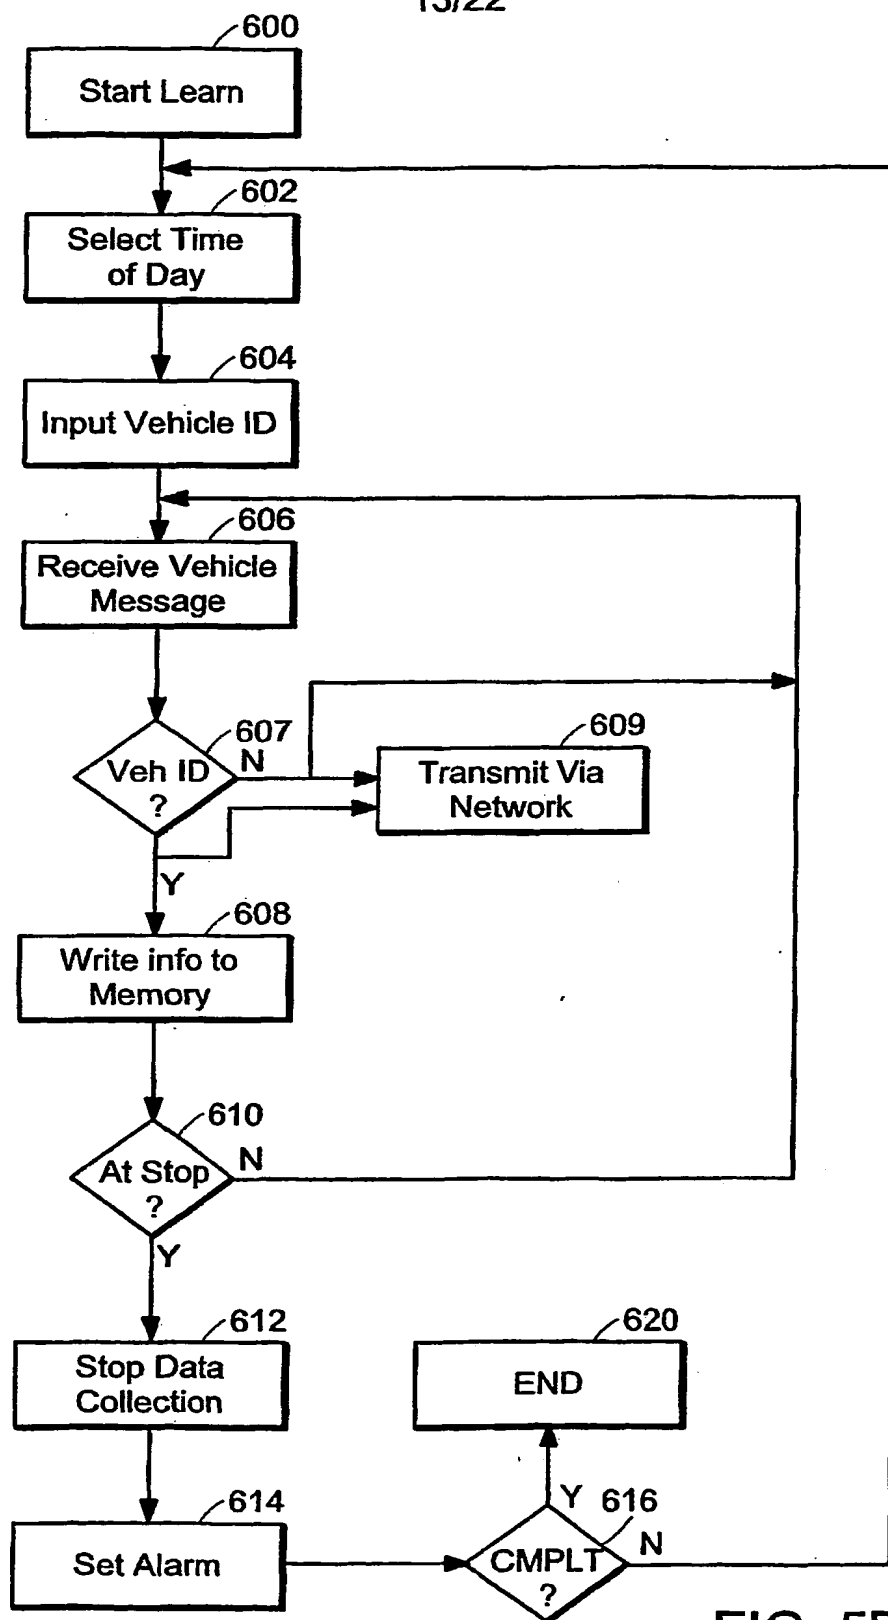 13/22
600
Start Learn
602
Select Time
of Day
604
Input Vehicle ID
606
Receive Vehicle
Message
607
Veh ID
?
N
609
Transmit Via
Network
Y
608
Write info to
Memory
610
At Stop
?
N
Y
612
Stop Data
Collection
620
END
614
Set Alarm
Y
616
CMPLT
?
N